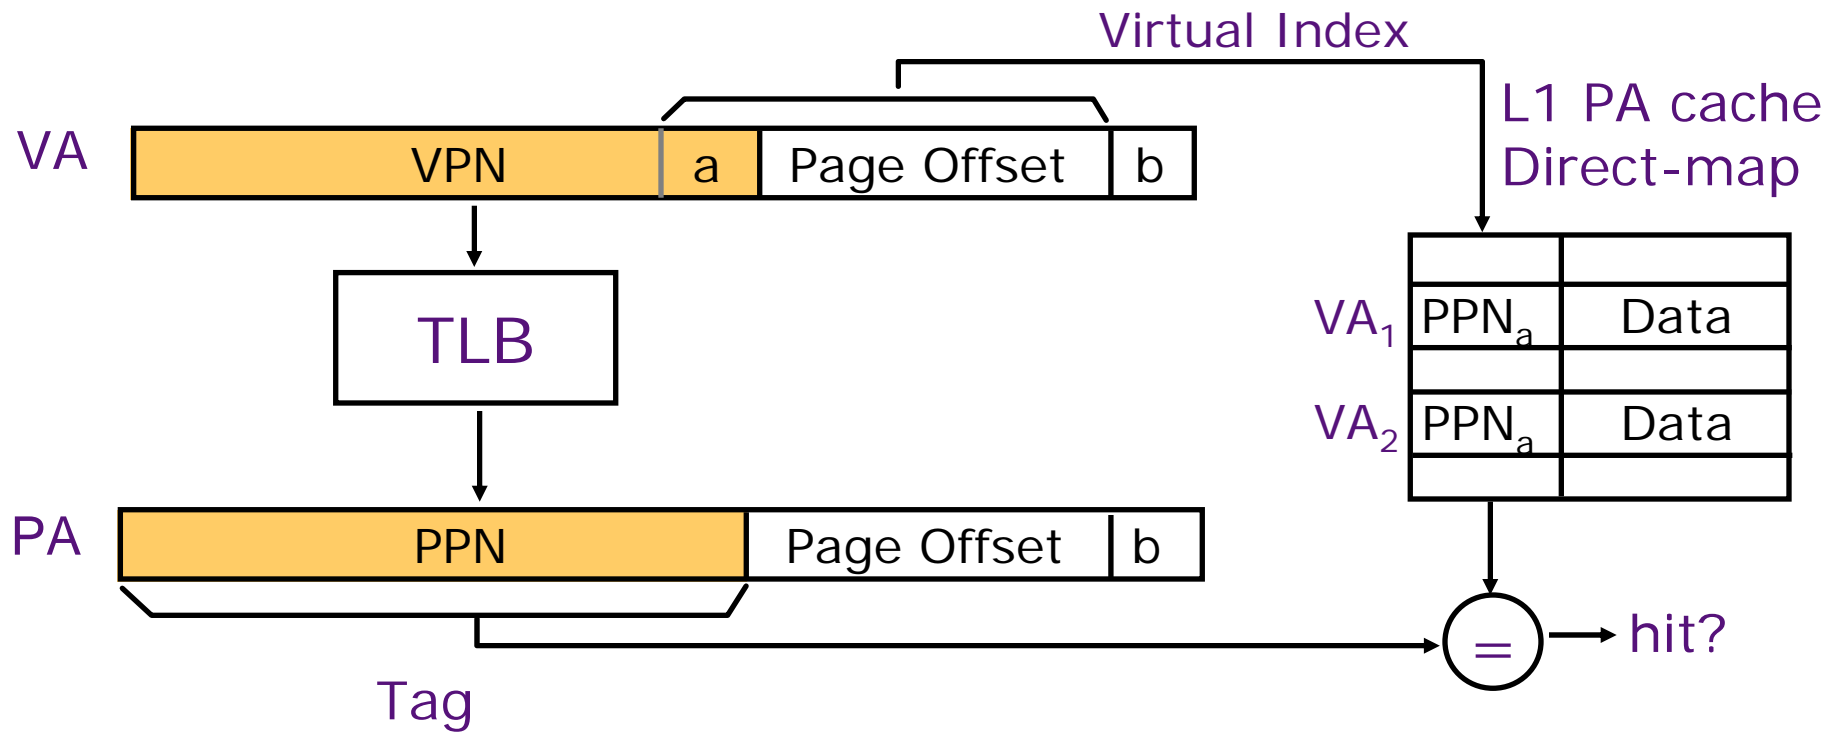 Virtual Index
L1 PA cache
Direct-map
VA
VPN
a
Page Offset
b
TLB
VA1
PPNa
Data
VA2
PPNa
Data
PA
PPN
Page Offset
b
=
hit?
Tag